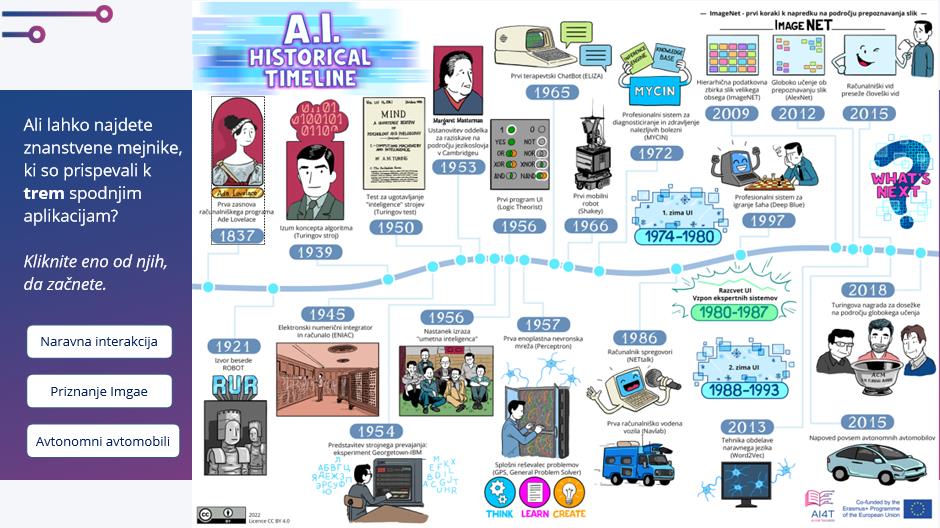 Ali lahko najdete
znanstvene mejnike,
ki so prispevali k
trem spodnjim
aplikacijam?
Kliknite eno od njih,
da začnete.
Naravna interakcija
Priznanje Imgae
Avtonomni avtomobili
A.I.
HISTORICAL
TIMELINE
Ada Lovelace
Prva zasnova
računalniškega programa
Ada Lovelace
1837
01101
0100101
01100
Izum koncepta algoritma
(Turingov stroj)
1939
MIND
A QUARTERLY REVIEW
Test za ugotavljanje
"inteligence" strojev
(Turingov test)
1950
Margaret Masterman
Ustanovitev oddelka
za raziskave na
področju jezikoslovja
v Cambridgeu
1953
Prvi terapevtski ChatBot (ELIZA)
1965
1 0
YES NOT
OR NOR
XOR XNOR
AND NAND
Prvi program UI
(Logic Theorist)
1956
Prvi mobilni
robot
(Shakey)
1966
INFERENCE ENGINE
KNOWLEDGE BASE
MYCIN
Profesionalni sistem za
diagnosticiranje in zdravljenje
nalezljivih bolezni
(MYCIN)
1972
1. zima UI
1974–1980
— ImageNet - prvi koraki k napredku na področju prepoznavanja slik —
IMAGENET
Hierarhična podatkovna
zbirka slik velikega
obsega (ImageNET)
2009
Globoko učenje ob
prepoznavanju slik
(AlexNet)
2012
Računalniški vid
preseže človeški vid
2015
Profesionalni sistem za
igranje šaha (Deep Blue)
1997
WHAT'S
NEXT
1921
Izvor besede
ROBOT
RUR
1945
Elektronski numerični integrator
in računalo (ENIAC)
1956
Nastanek izraza
"umetna inteligenca"
1954
Predstavitev strojnega prevajanja:
eksperiment Georgetown-IBM
1957
Prva enoplastna nevronska
mreža (Perceptron)
Splošni reševalec problemov
(GPS, General Problem Solver)
THINK LEARN CREATE
1986
Računalnik spregovori
(NETtalk)
Prva računalniško vodena
vozila (Navlab)
Razcvet UI
Vzpon ekspertnih sistemov
1980-1987
2. zima UI
1988-1993
2013
Tehnika obdelave
naravnega jezika
(Word2Vec)
2018
Turingova nagrada za dosežke
na področju globokega
učenja
ACM
2015
Napoved povsem avtonomnih avtomobilov
2022
Licence CC BY 4.0
AI4T
Co-funded by the
Erasmus+ Programme
of the European Union